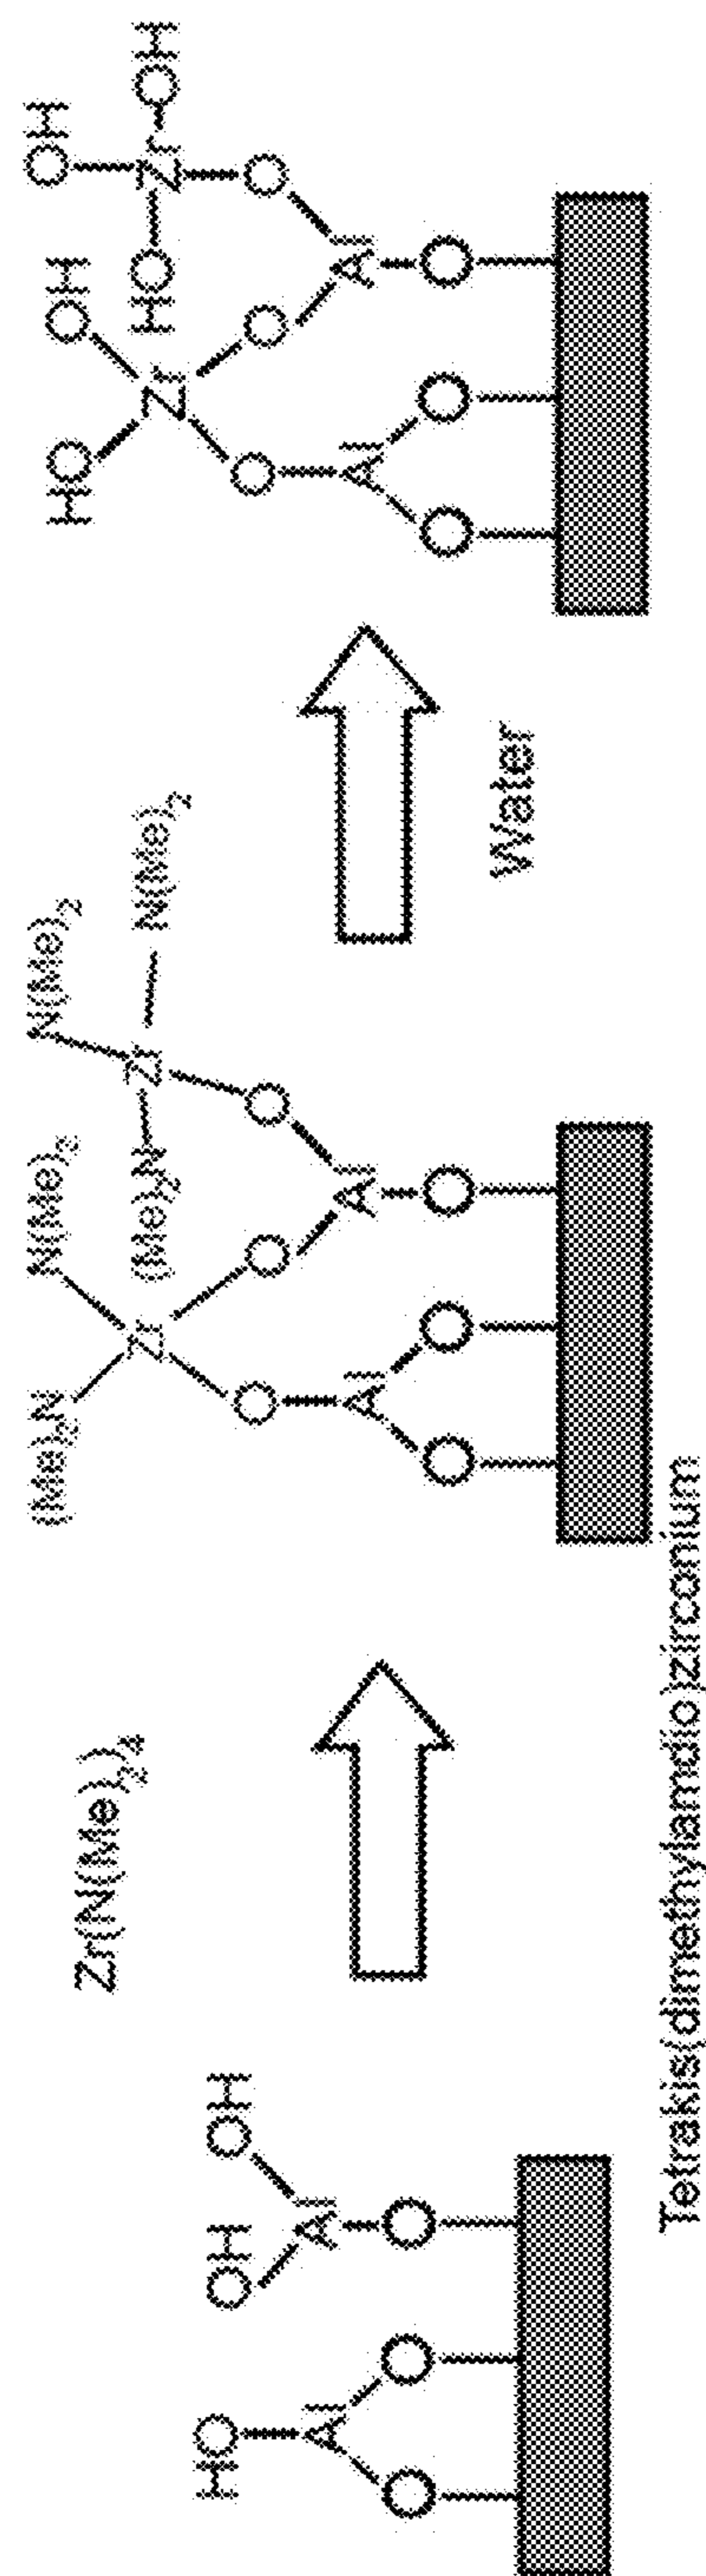 HO OH OH
Al Al
O O O
Zr(N(Me)₂)₄
Tetrakis(dimethylamdio)zirconium
(Me)₂N N(Me)₂ N(Me)₂
Zr (Me)₂N Zr N(Me)₂
O O O
Al Al
O O O
Water
HO OH OH
Zr HO Zr OH
O O O
Al Al
O O O